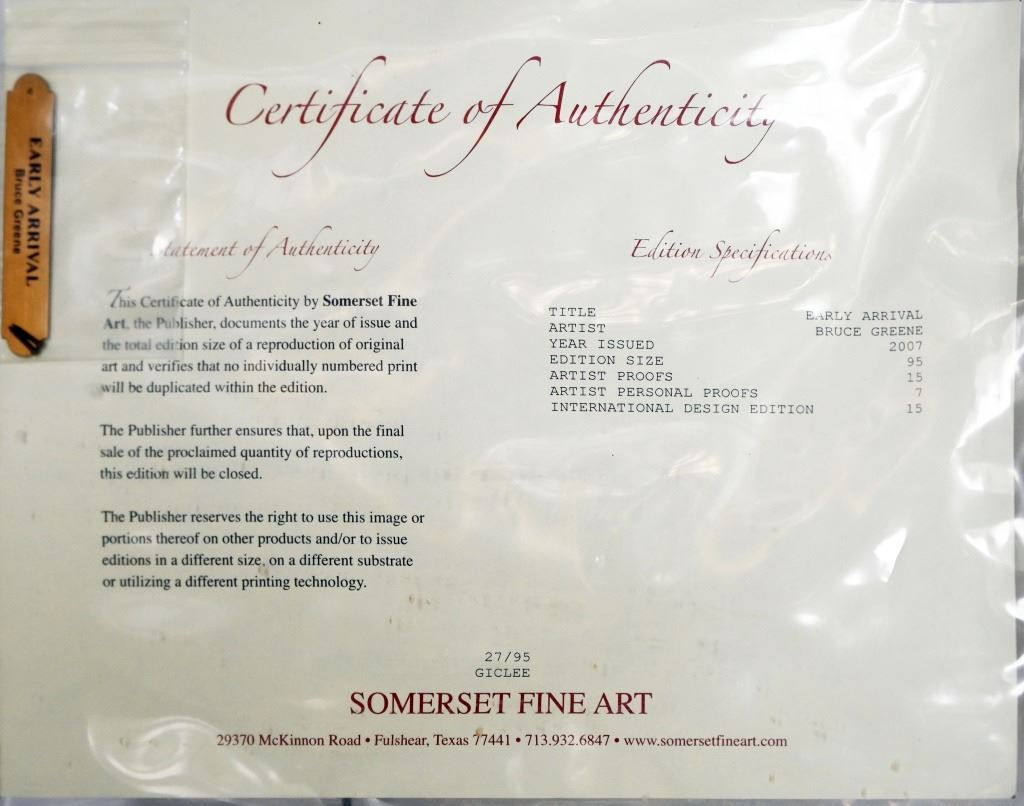 Certificate of Authenticity
EARLY ARRIVAL
Bruce Greene
Statement of Authenticity
This Certificate of Authenticity by Somerset Fine
Art, the Publisher, documents the year of issue and
the total edition size of a reproduction of original
art and verifies that no individually numbered print
will be duplicated within the edition.
The Publisher further ensures that, upon the final
sale of the proclaimed quantity of reproductions,
this edition will be closed.
The Publisher reserves the right to use this image or
portions thereof on other products and/or to issue
editions in a different size, on a different substrate
or utilizing a different printing technology.
Edition Specifications
TITLE EARLY ARRIVAL
ARTIST BRUCE GREENE
YEAR ISSUED 2007
EDITION SIZE 95
ARTIST PROOFS 15
ARTIST PERSONAL PROOFS 7
INTERNATIONAL DESIGN EDITION 15
27/95
GICLEE
SOMERSET FINE ART
29370 McKinnon Road • Fulshear, Texas 77441 • 713.932.6847 • www.somersetfineart.com